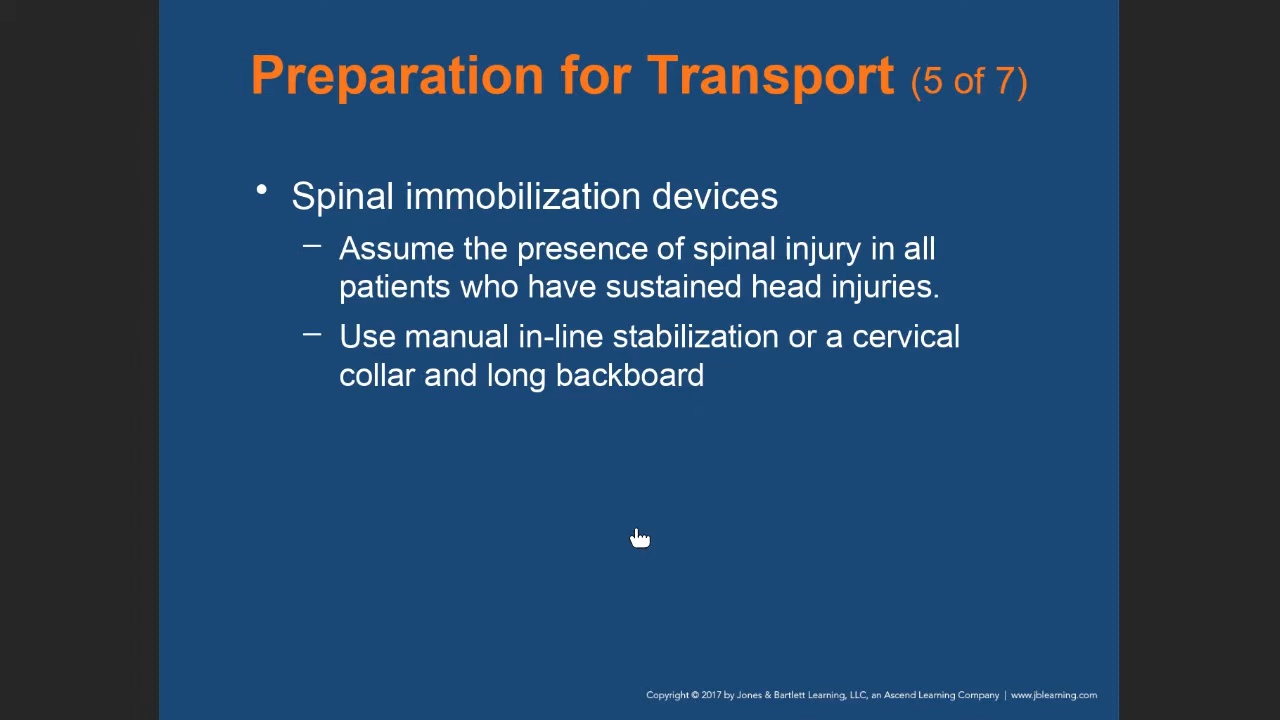 Preparation for Transport (5 of 7)
• Spinal immobilization devices
– Assume the presence of spinal injury in all
patients who have sustained head injuries.
– Use manual in-line stabilization or a cervical
collar and long backboard
Copyright © 2017 by Jones & Bartlett Learning, LLC, an Ascend Learning Company | www.jblearning.com